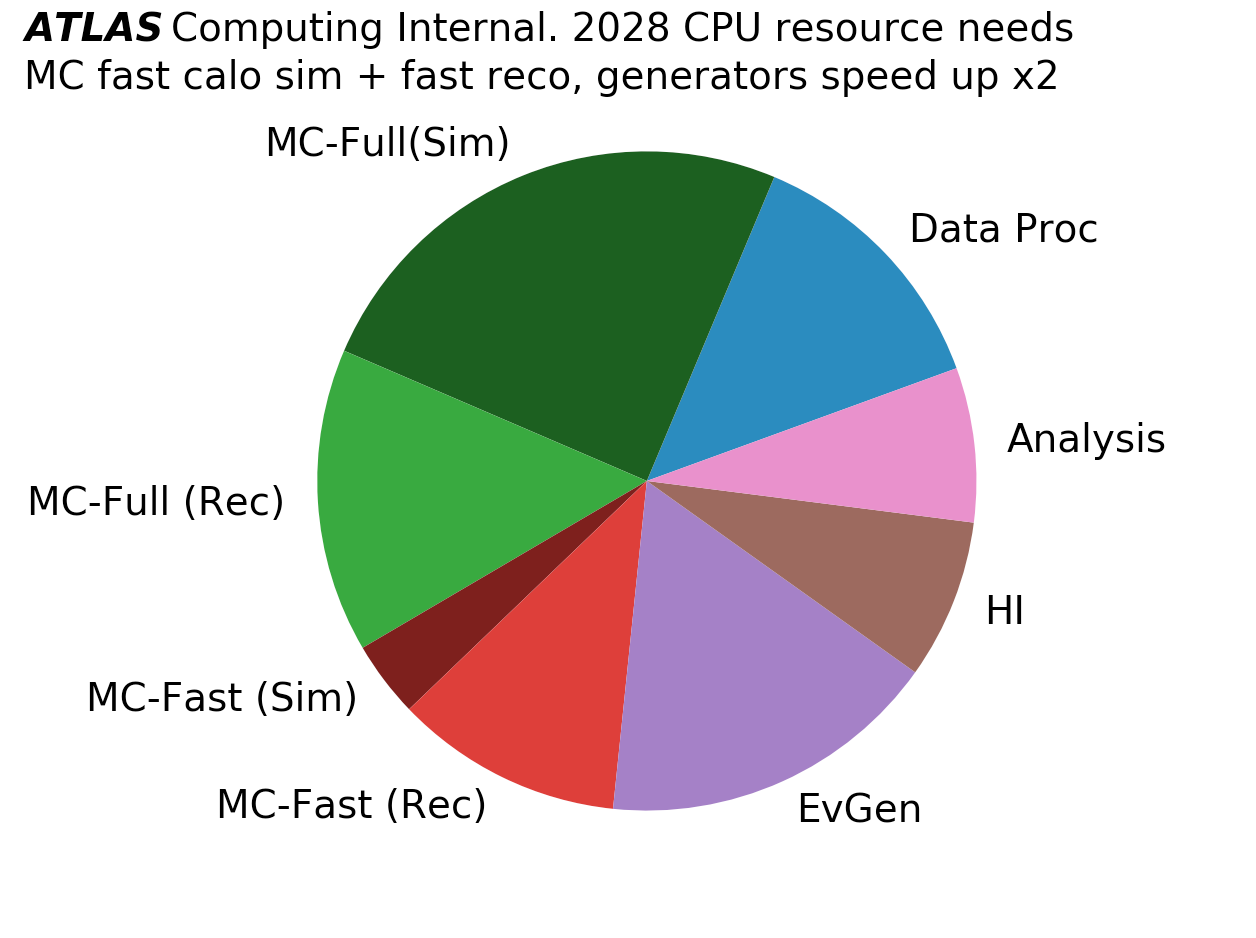 ATLAS Computing Internal. 2028 CPU resource needs
MC fast calo sim + fast reco, generators speed up x2
MC-Full(Sim)
Data Proc
Analysis
MC-Full (Rec)
HI
MC-Fast (Sim)
MC-Fast (Rec)
EvGen